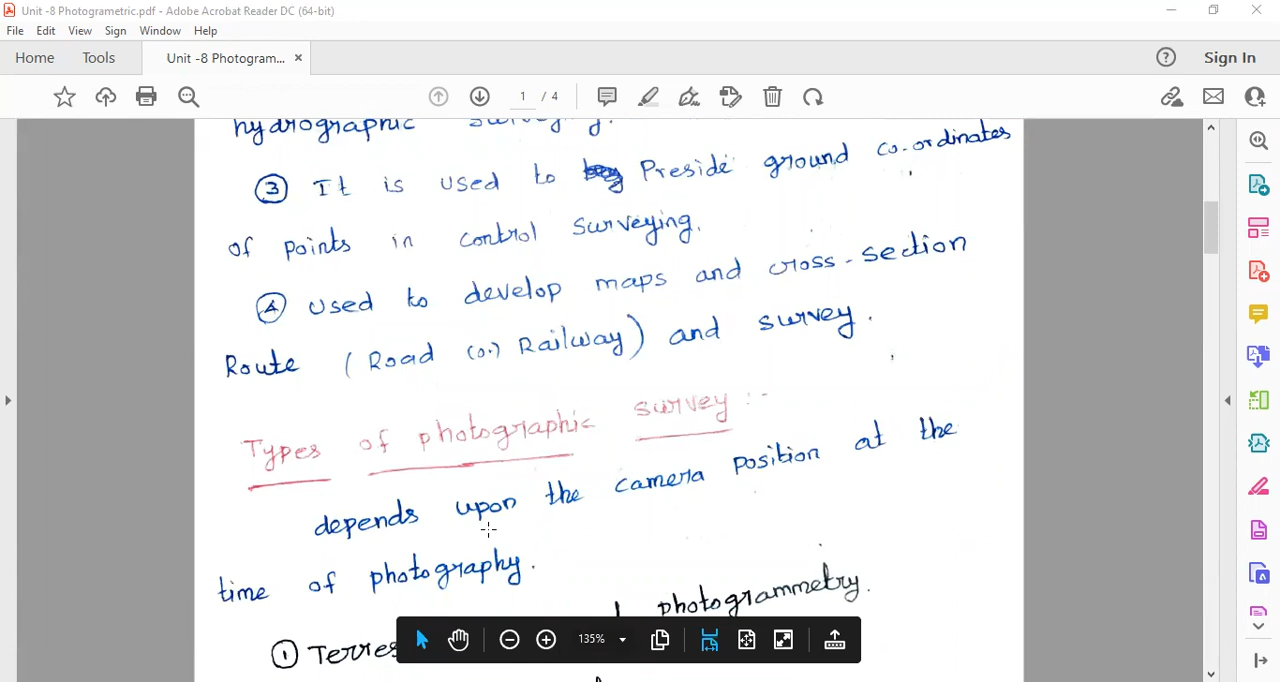 Unit -8 Photogrametric.pdf - Adobe Acrobat Reader DC (64-bit)
File Edit View Sign Window Help
Home Tools Unit -8 Photogram... × Sign In
1 / 4
hydrographic surveying.
③ It is used to Preside ground co-ordinates
of points in control surveying.
④ Used to develop maps and cross-section
Route (Road (or) Railway) and survey.
Types of photographic survey :-
depends upon the camera position at the
time of photography.
photogrammetry.
① Terres
135%